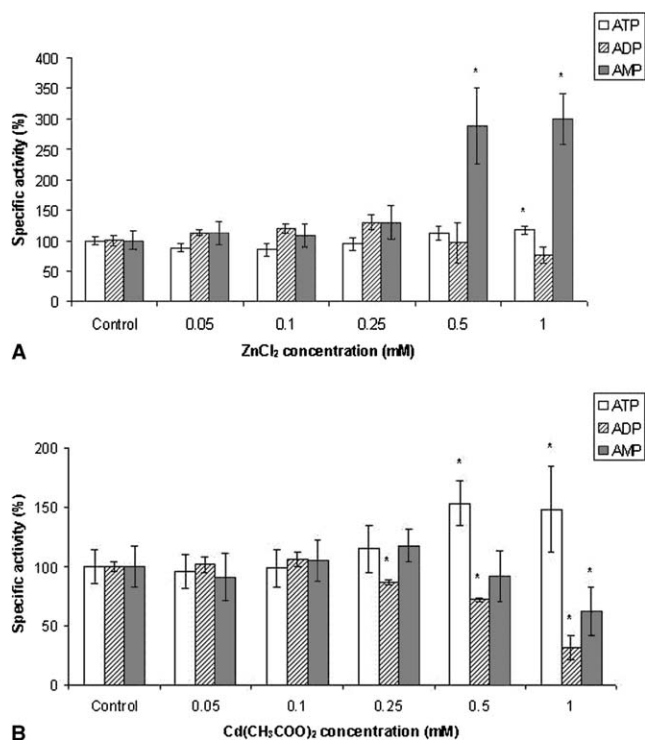 ATP
ADP
AMP
400
350
300
250
200
150
100
50
0
Specific activity (%)
*
*
*
Control
0.05
0.1
0.25
0.5
1
A
ZnCl₂ concentration (mM)
ATP
ADP
AMP
200
150
100
50
0
Specific activity (%)
*
*
*
*
*
*
Control
0.05
0.1
0.25
0.5
1
B
Cd(CH₃COO)₂ concentration (mM)